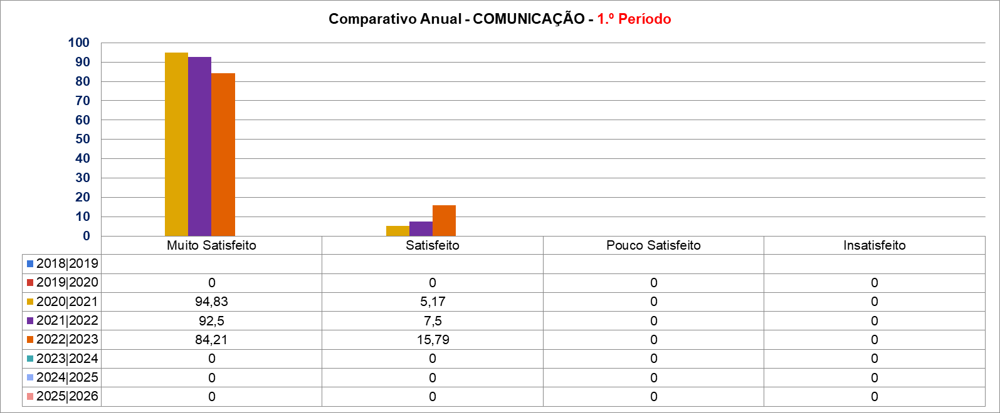 Comparativo Anual - COMUNICAÇÃO - 1.º Período
100
90
80
70
60
50
40
30
20
10
0
Muito Satisfeito Satisfeito Pouco Satisfeito Insatisfeito
2018|2019
2019|2020 0 0 0 0
2020|2021 94,83 5,17 0 0
2021|2022 92,5 7,5 0 0
2022|2023 84,21 15,79 0 0
2023|2024 0 0 0 0
2024|2025 0 0 0 0
2025|2026 0 0 0 0